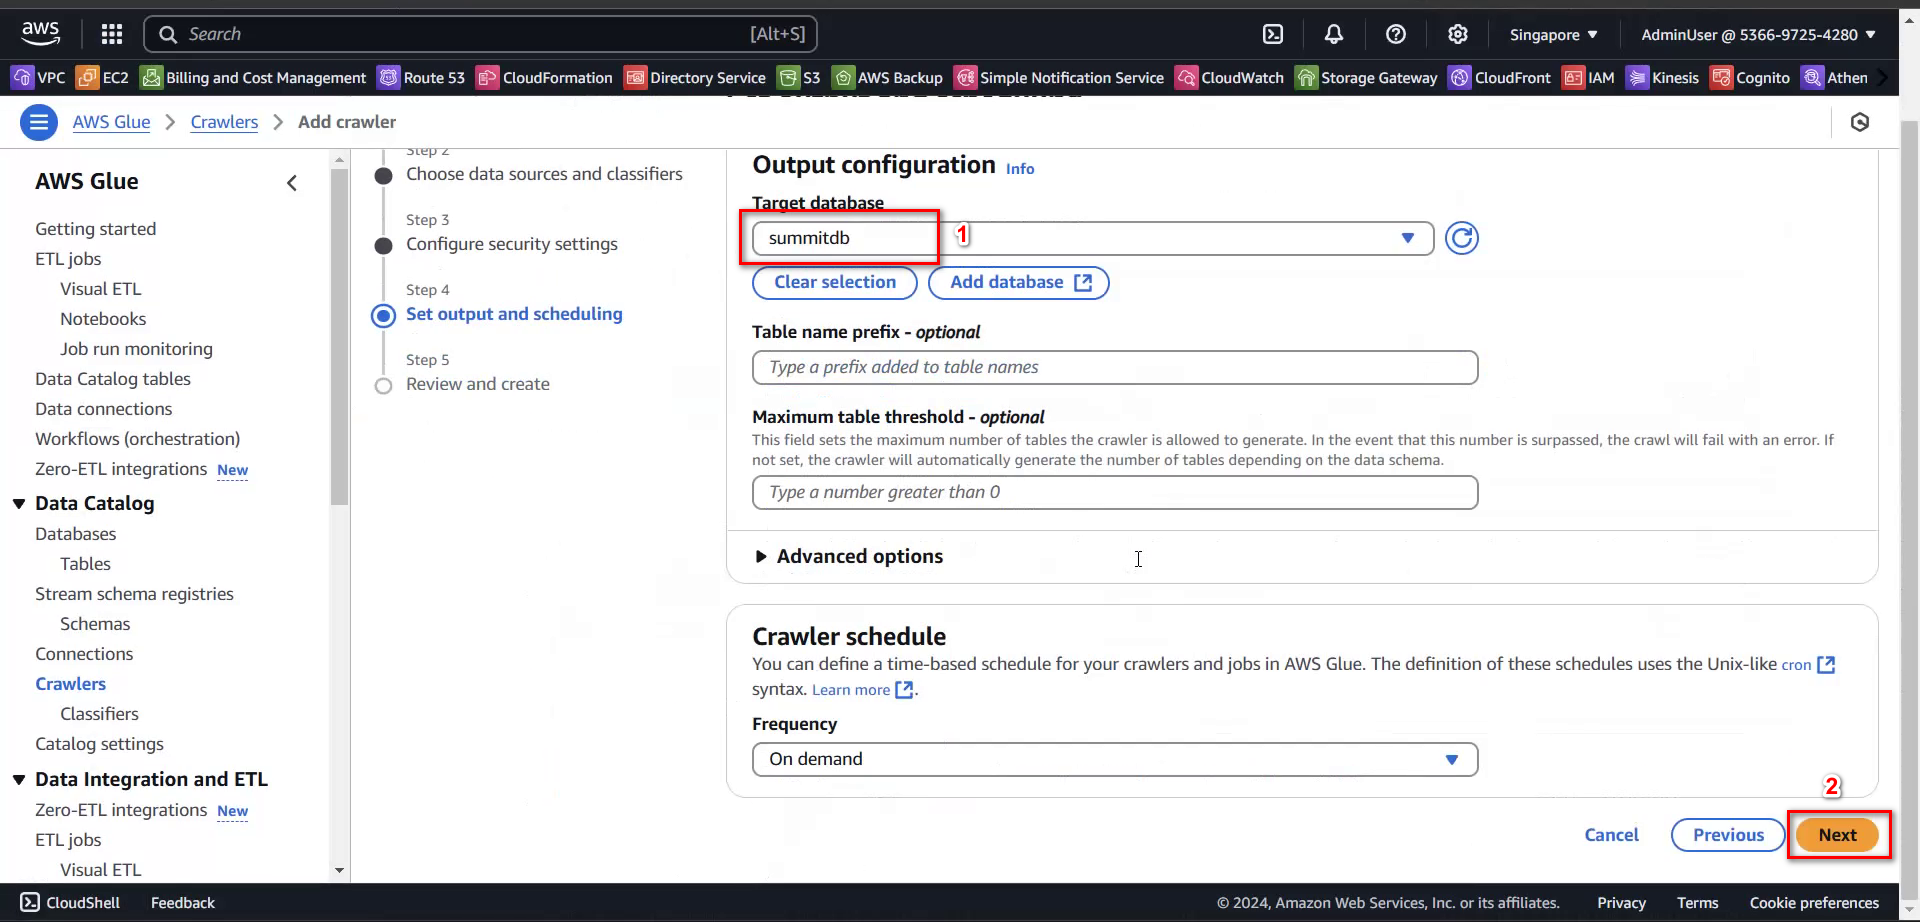 aws
Search
[Alt+S]
Singapore
AdminUser @ 5366-9725-4280
VPC
EC2
Billing and Cost Management
Route 53
CloudFormation
Directory Service
S3
AWS Backup
Simple Notification Service
CloudWatch
Storage Gateway
CloudFront
IAM
Kinesis
Cognito
Athen
AWS Glue
Crawlers
Add crawler
AWS Glue
Getting started
ETL jobs
Visual ETL
Notebooks
Job run monitoring
Data Catalog tables
Data connections
Workflows (orchestration)
Zero-ETL integrations New
Data Catalog
Databases
Tables
Stream schema registries
Schemas
Connections
Crawlers
Classifiers
Catalog settings
Data Integration and ETL
Zero-ETL integrations New
ETL jobs
Visual ETL
Step 2
Choose data sources and classifiers
Step 3
Configure security settings
Step 4
Set output and scheduling
Step 5
Review and create
Output configuration Info
Target database
summitdb
1
Clear selection
Add database
Table name prefix - optional
Type a prefix added to table names
Maximum table threshold - optional
This field sets the maximum number of tables the crawler is allowed to generate. In the event that this number is surpassed, the crawl will fail with an error. If
not set, the crawler will automatically generate the number of tables depending on the data schema.
Type a number greater than 0
Advanced options
Crawler schedule
You can define a time-based schedule for your crawlers and jobs in AWS Glue. The definition of these schedules uses the Unix-like cron
syntax. Learn more .
Frequency
On demand
2
Cancel
Previous
Next
CloudShell
Feedback
© 2024, Amazon Web Services, Inc. or its affiliates.
Privacy
Terms
Cookie preferences